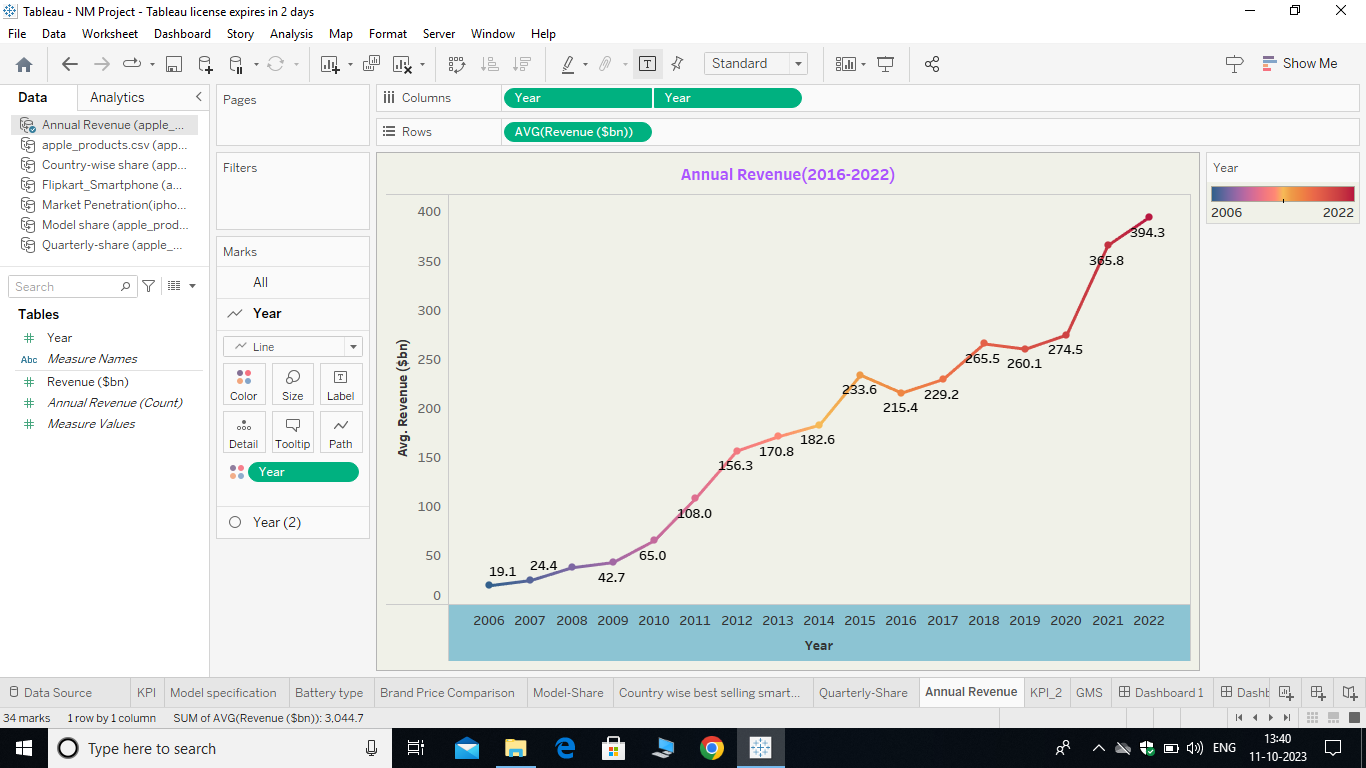 Tableau - NM Project - Tableau license expires in 2 days
File Data Worksheet Dashboard Story Analysis Map Format Server Window Help
Standard
Show Me
Data Analytics
Annual Revenue (apple_...
apple_products.csv (app...
Country-wise share (app...
Flipkart_Smartphone (a...
Market Penetration(ipho...
Model share (apple_prod...
Quarterly-share (apple_...
Search
Tables
Year
Abc Measure Names
Revenue ($bn)
Annual Revenue (Count)
Measure Values
Pages
Filters
Marks
All
Year
Line
Color Size Label
Detail Tooltip Path
Year
Year (2)
Columns Year Year
Rows AVG(Revenue ($bn))
Annual Revenue(2016-2022)
Avg. Revenue ($bn)
400
350
300
250
200
150
100
50
0
19.1
24.4
42.7
65.0
108.0
156.3
170.8
182.6
233.6
215.4
229.2
265.5
260.1
274.5
365.8
394.3
2006 2007 2008 2009 2010 2011 2012 2013 2014 2015 2016 2017 2018 2019 2020 2021 2022
Year
Year
2006 2022
Data Source KPI Model specification Battery type Brand Price Comparison Model-Share Country wise best selling smart... Quarterly-Share Annual Revenue KPI_2 GMS Dashboard 1 Dashb
34 marks 1 row by 1 column SUM of AVG(Revenue ($bn)): 3,044.7
Type here to search
ENG
13:40
11-10-2023